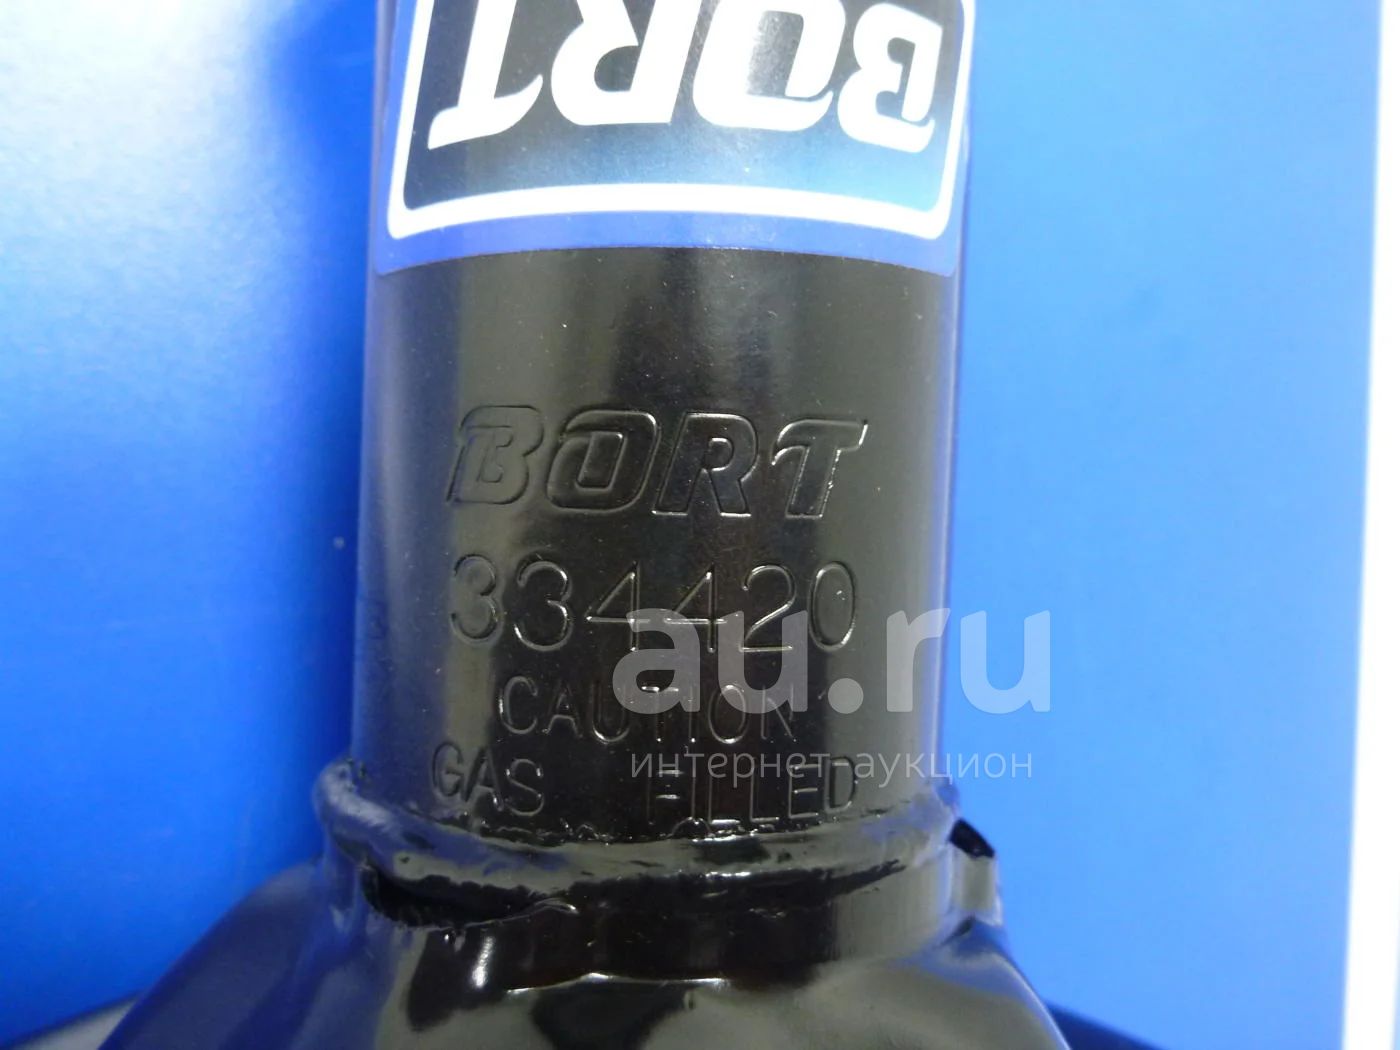 BORT
BORT
334420
CAUTION
GAS FILLED
au.ru
интернет-аукцион